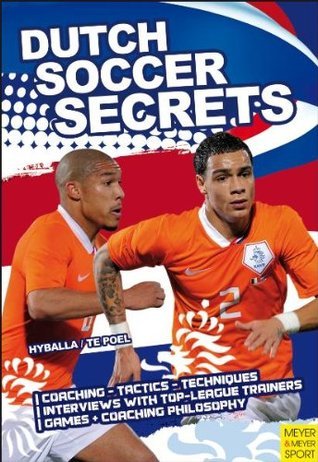 DUTCH
SOCCER
SECRETS
2
HYBALLA / TE POEL
| COACHING - TACTICS - TECHNIQUES
| INTERVIEWS WITH TOP-LEAGUE TRAINERS
| GAMES + COACHING PHILOSOPHY
MEYER
& MEYER
SPORT